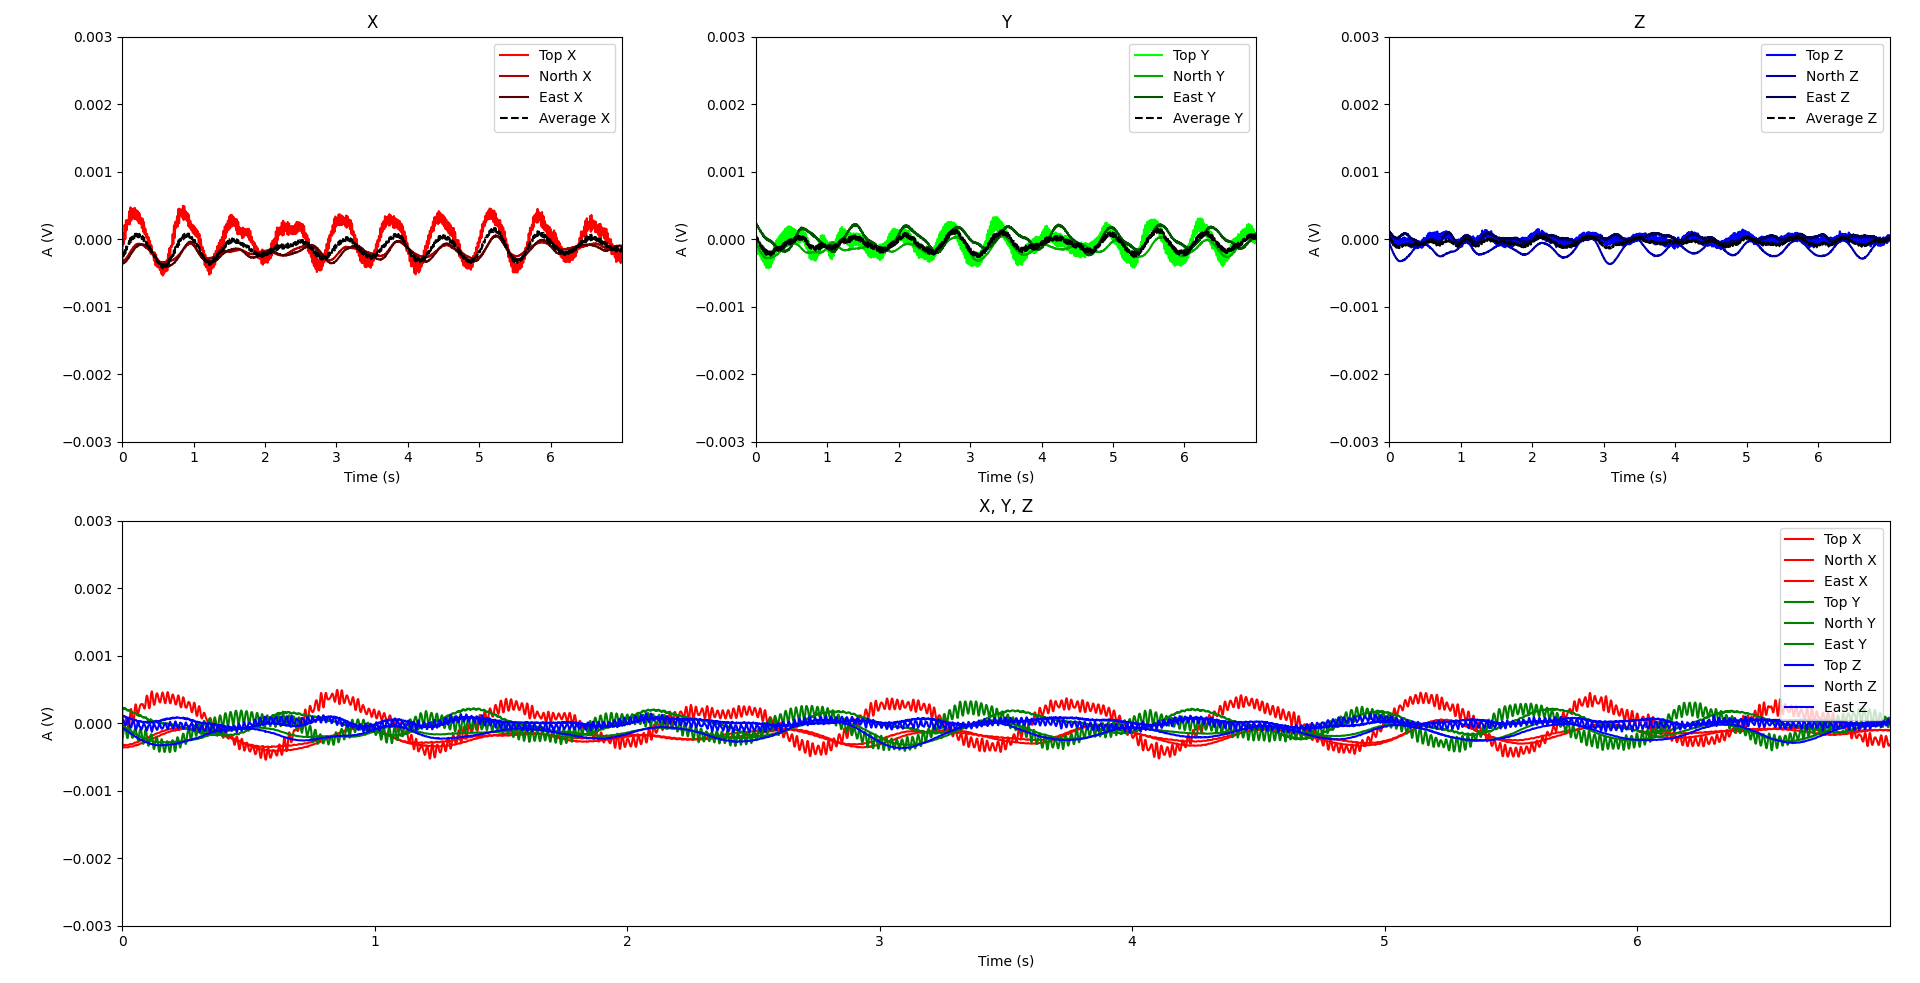 X
0.003
0.002
0.001
0.000
−0.001
−0.002
−0.003
A (V)
0 1 2 3 4 5 6
Time (s)
Top X
North X
East X
Average X
Y
0.003
0.002
0.001
0.000
−0.001
−0.002
−0.003
A (V)
0 1 2 3 4 5 6
Time (s)
Top Y
North Y
East Y
Average Y
Z
0.003
0.002
0.001
0.000
−0.001
−0.002
−0.003
A (V)
0 1 2 3 4 5 6
Time (s)
Top Z
North Z
East Z
Average Z
X, Y, Z
0.003
0.002
0.001
0.000
−0.001
−0.002
−0.003
A (V)
0 1 2 3 4 5 6
Time (s)
Top X
North X
East X
Top Y
North Y
East Y
Top Z
North Z
East Z